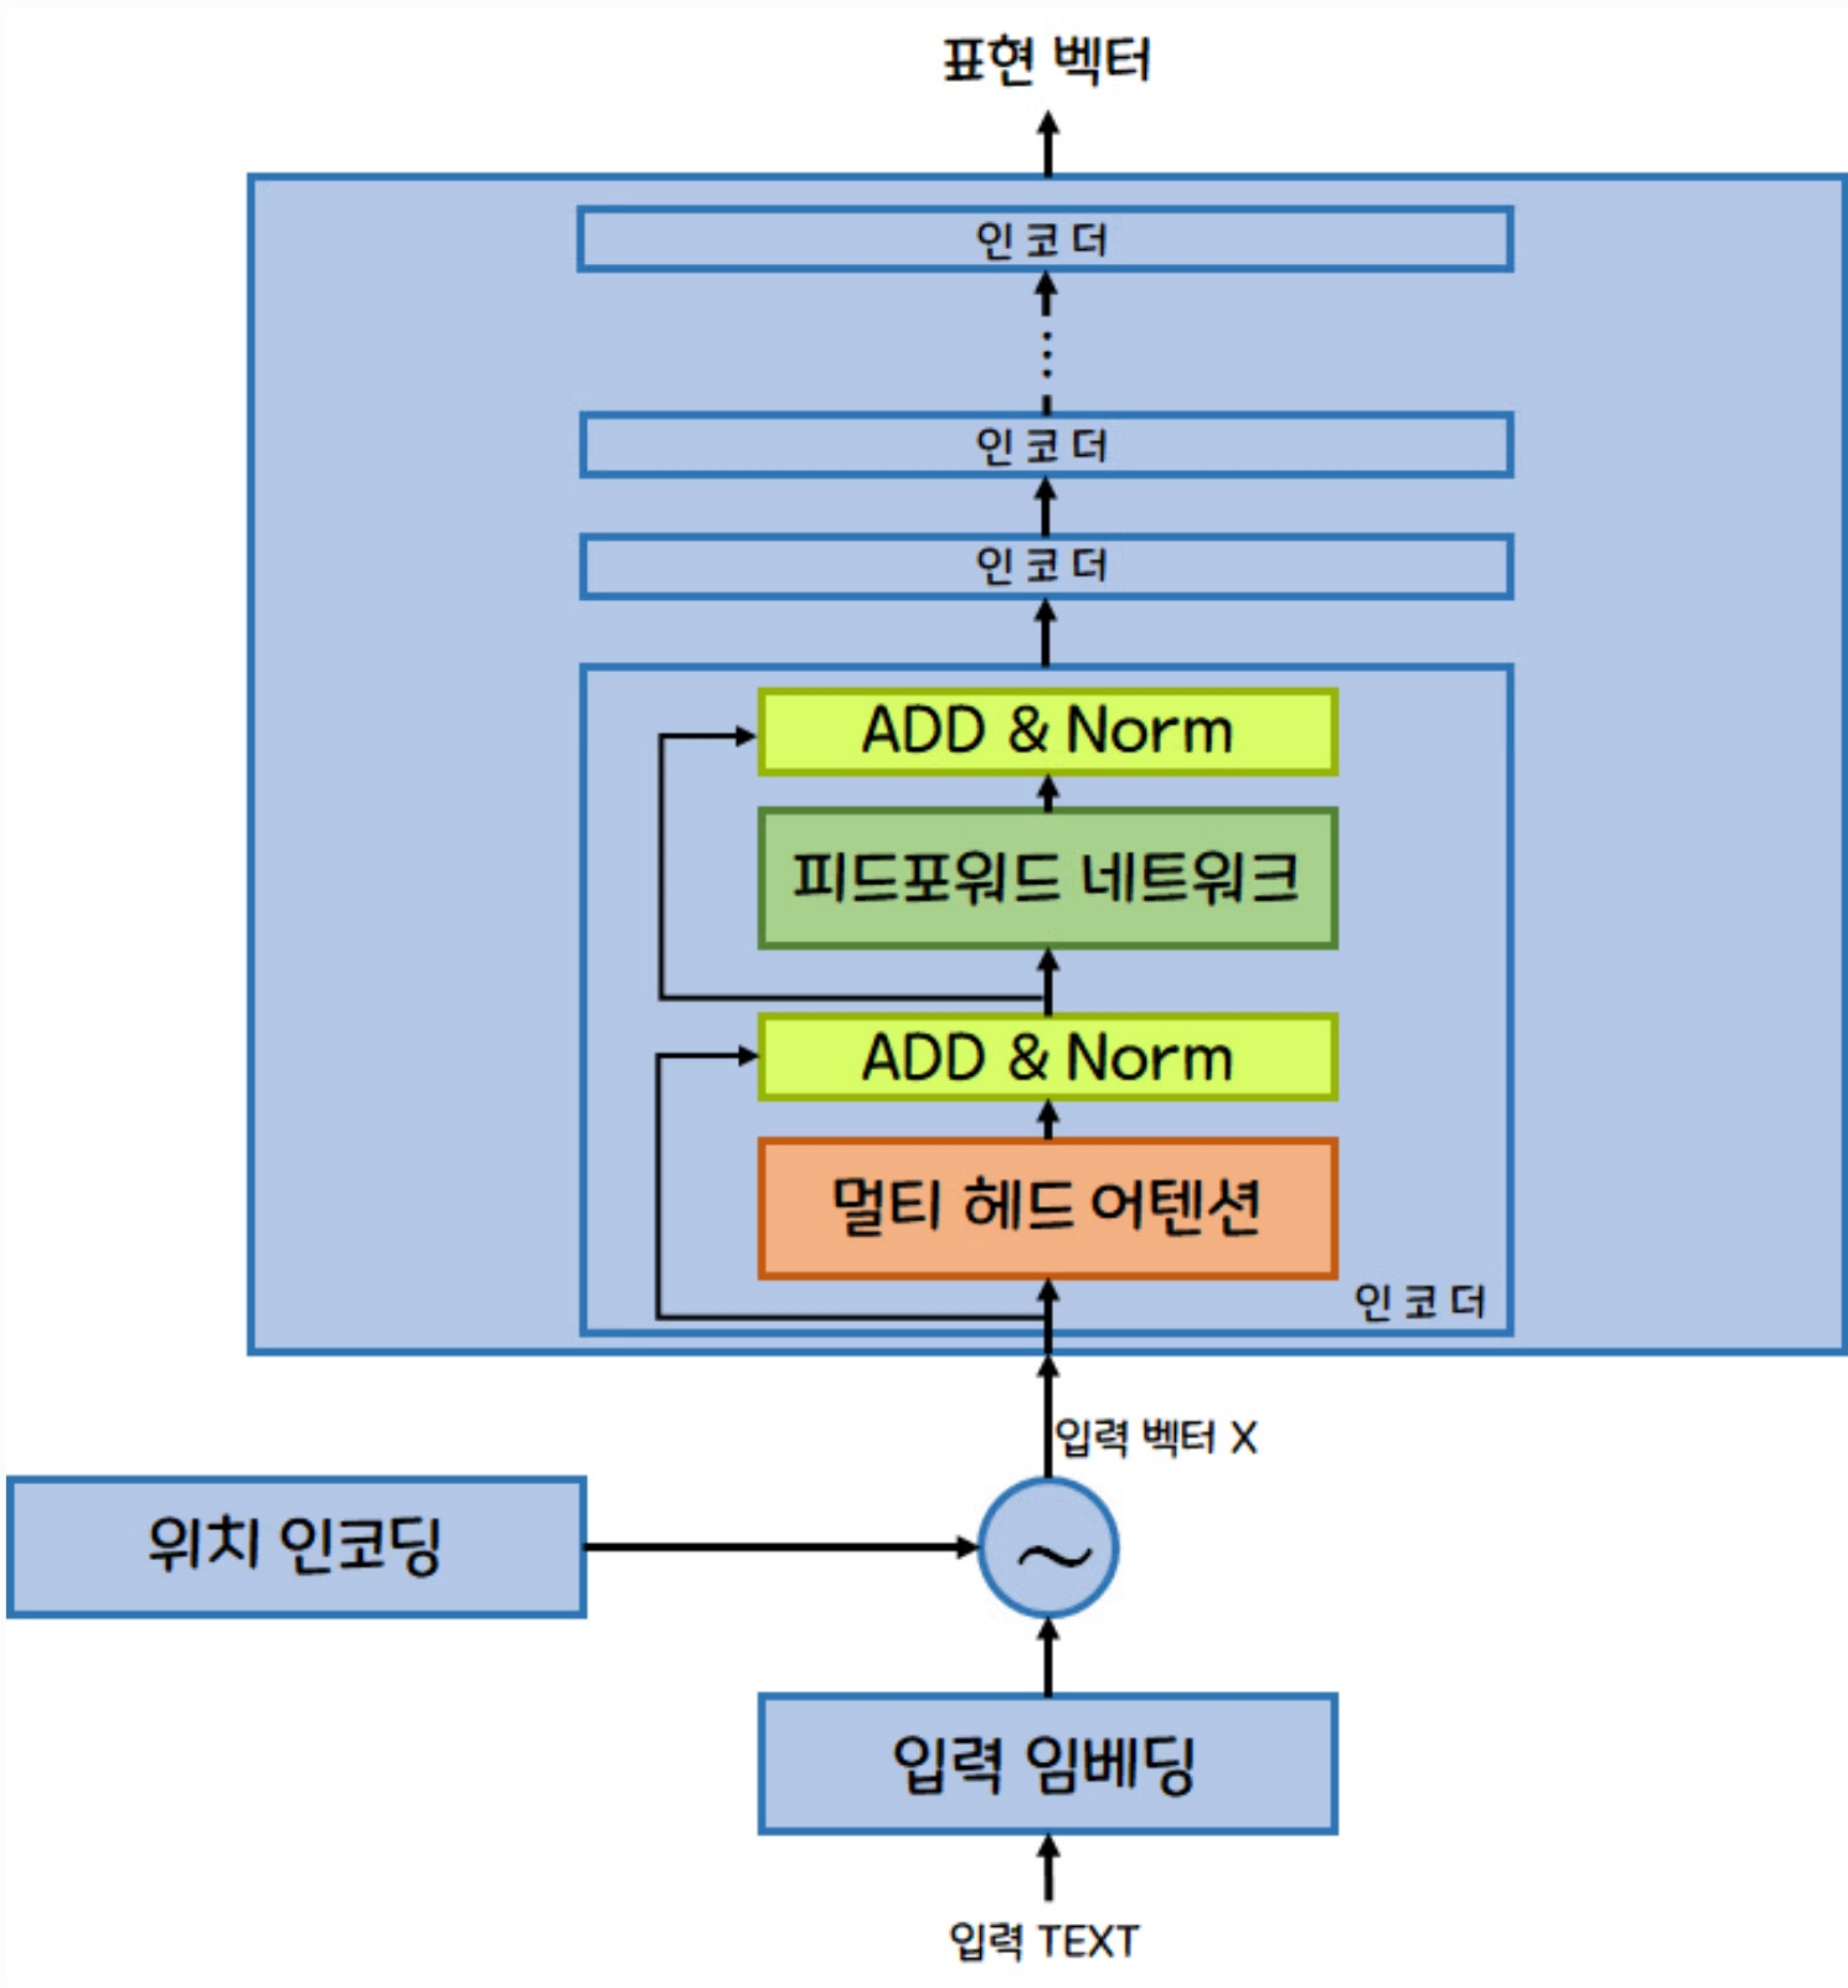 표현 벡터
인 코 더
인 코 더
인 코 더
ADD & Norm
피드포워드 네트워크
ADD & Norm
멀티 헤드 어텐션
인 코 더
입력 벡터 X
위치 인코딩
~
입력 임베딩
입력 TEXT